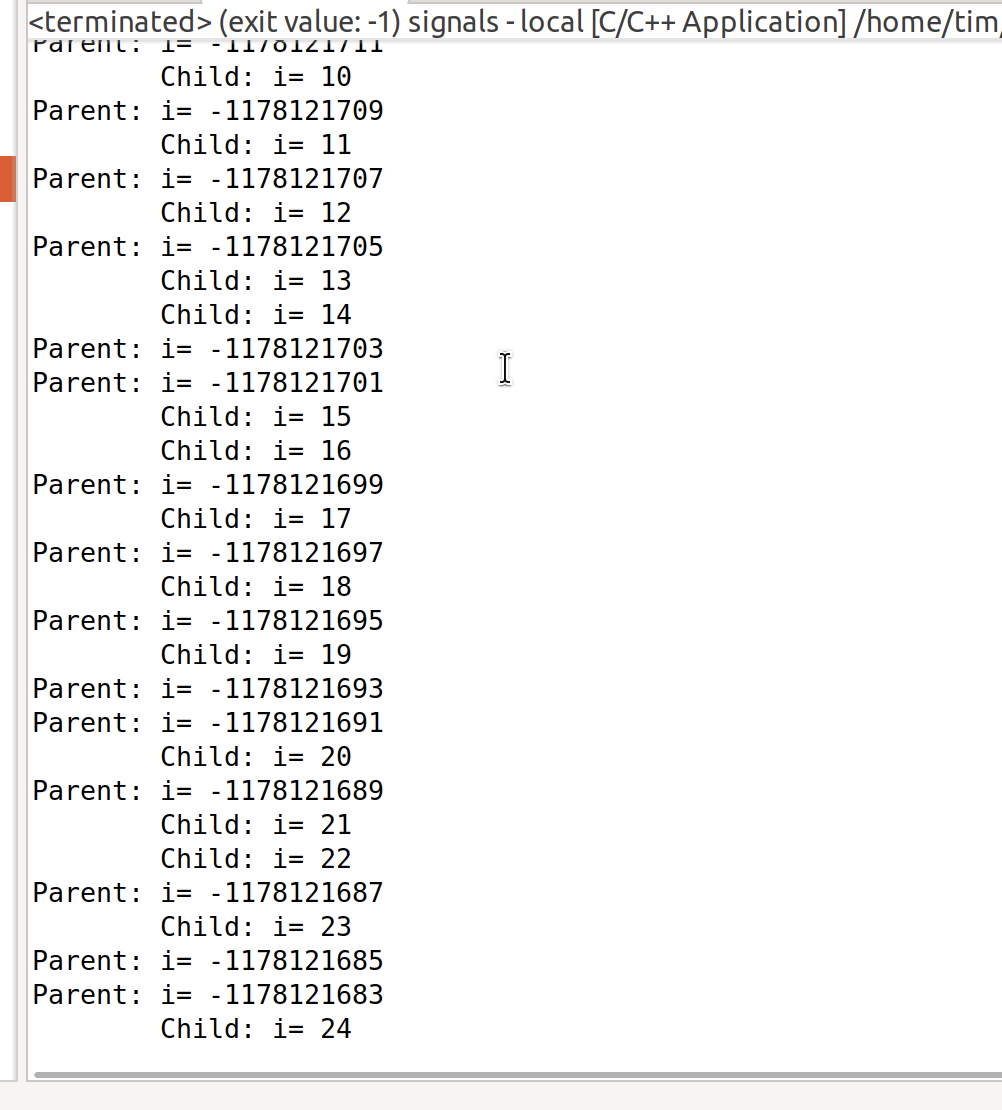 <terminated> (exit value: -1) signals - local [C/C++ Application] /home/tim/
Parent: i= -1178121711
Child: i= 10
Parent: i= -1178121709
Child: i= 11
Parent: i= -1178121707
Child: i= 12
Parent: i= -1178121705
Child: i= 13
Child: i= 14
Parent: i= -1178121703
Parent: i= -1178121701
Child: i= 15
Child: i= 16
Parent: i= -1178121699
Child: i= 17
Parent: i= -1178121697
Child: i= 18
Parent: i= -1178121695
Child: i= 19
Parent: i= -1178121693
Parent: i= -1178121691
Child: i= 20
Parent: i= -1178121689
Child: i= 21
Child: i= 22
Parent: i= -1178121687
Child: i= 23
Parent: i= -1178121685
Parent: i= -1178121683
Child: i= 24